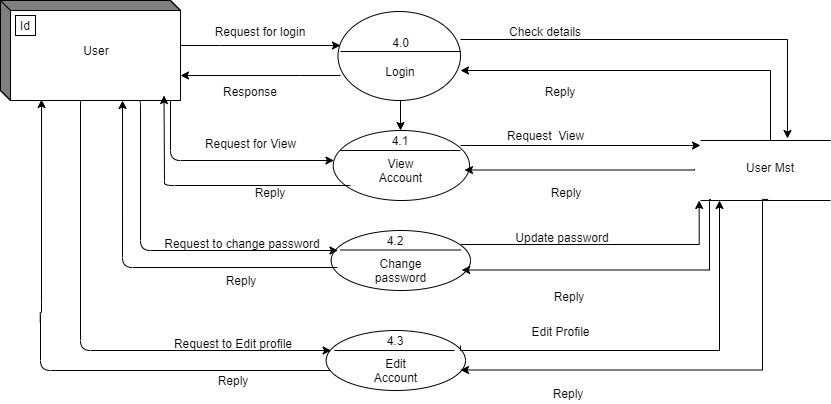 Id
User
Request for login
4.0
Login
Check details
Response
Reply
Request for View
4.1
View
Account
Request  View
User Mst
Reply
Reply
Request to change password
4.2
Change
password
Update password
Reply
Reply
Request to Edit profile
4.3
Edit
Account
Edit Profile
Reply
Reply